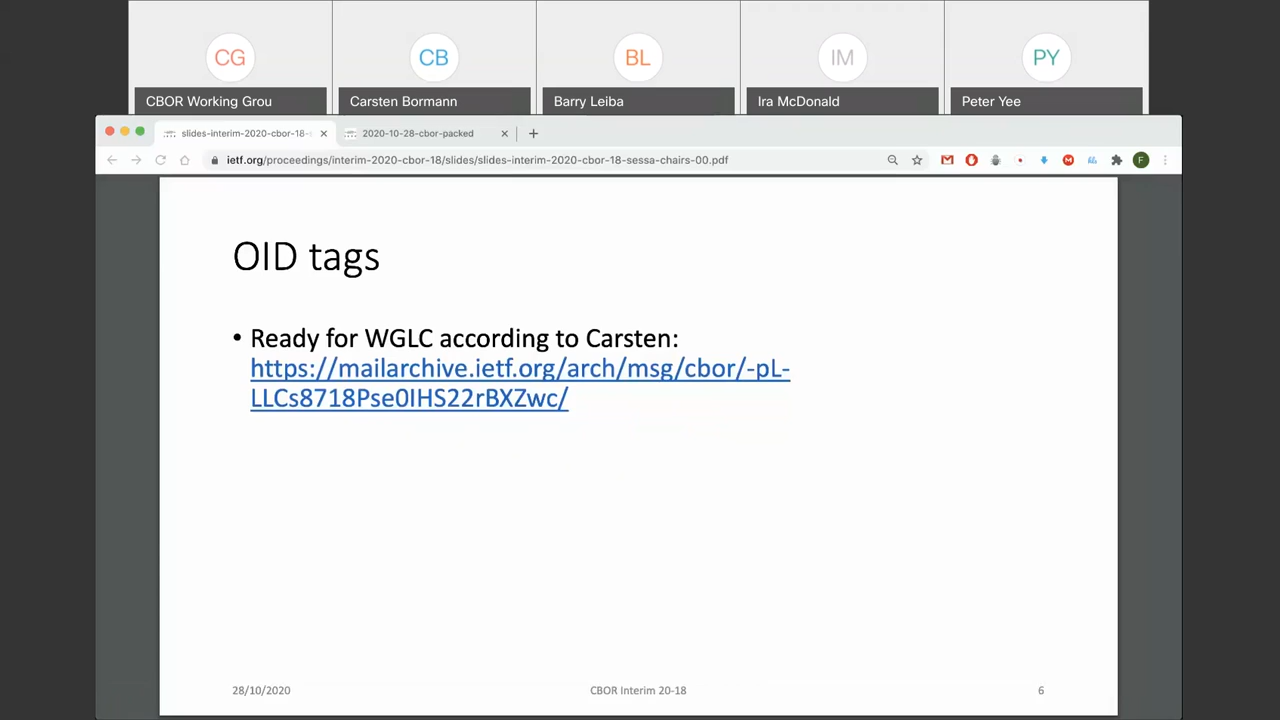 CG
CB
BL
IM
PY
CBOR Working Grou
Carsten Bormann
Barry Leiba
Ira McDonald
Peter Yee
slides-interim-2020-cbor-18-s
2020-10-28-cbor-packed
ietf.org/proceedings/interim-2020-cbor-18/slides/slides-interim-2020-cbor-18-sessa-chairs-00.pdf
F
OID tags
• Ready for WGLC according to Carsten:
https://mailarchive.ietf.org/arch/msg/cbor/-pL-
LLCs8718Pse0IHS22rBXZwc/
28/10/2020
CBOR Interim 20-18
6